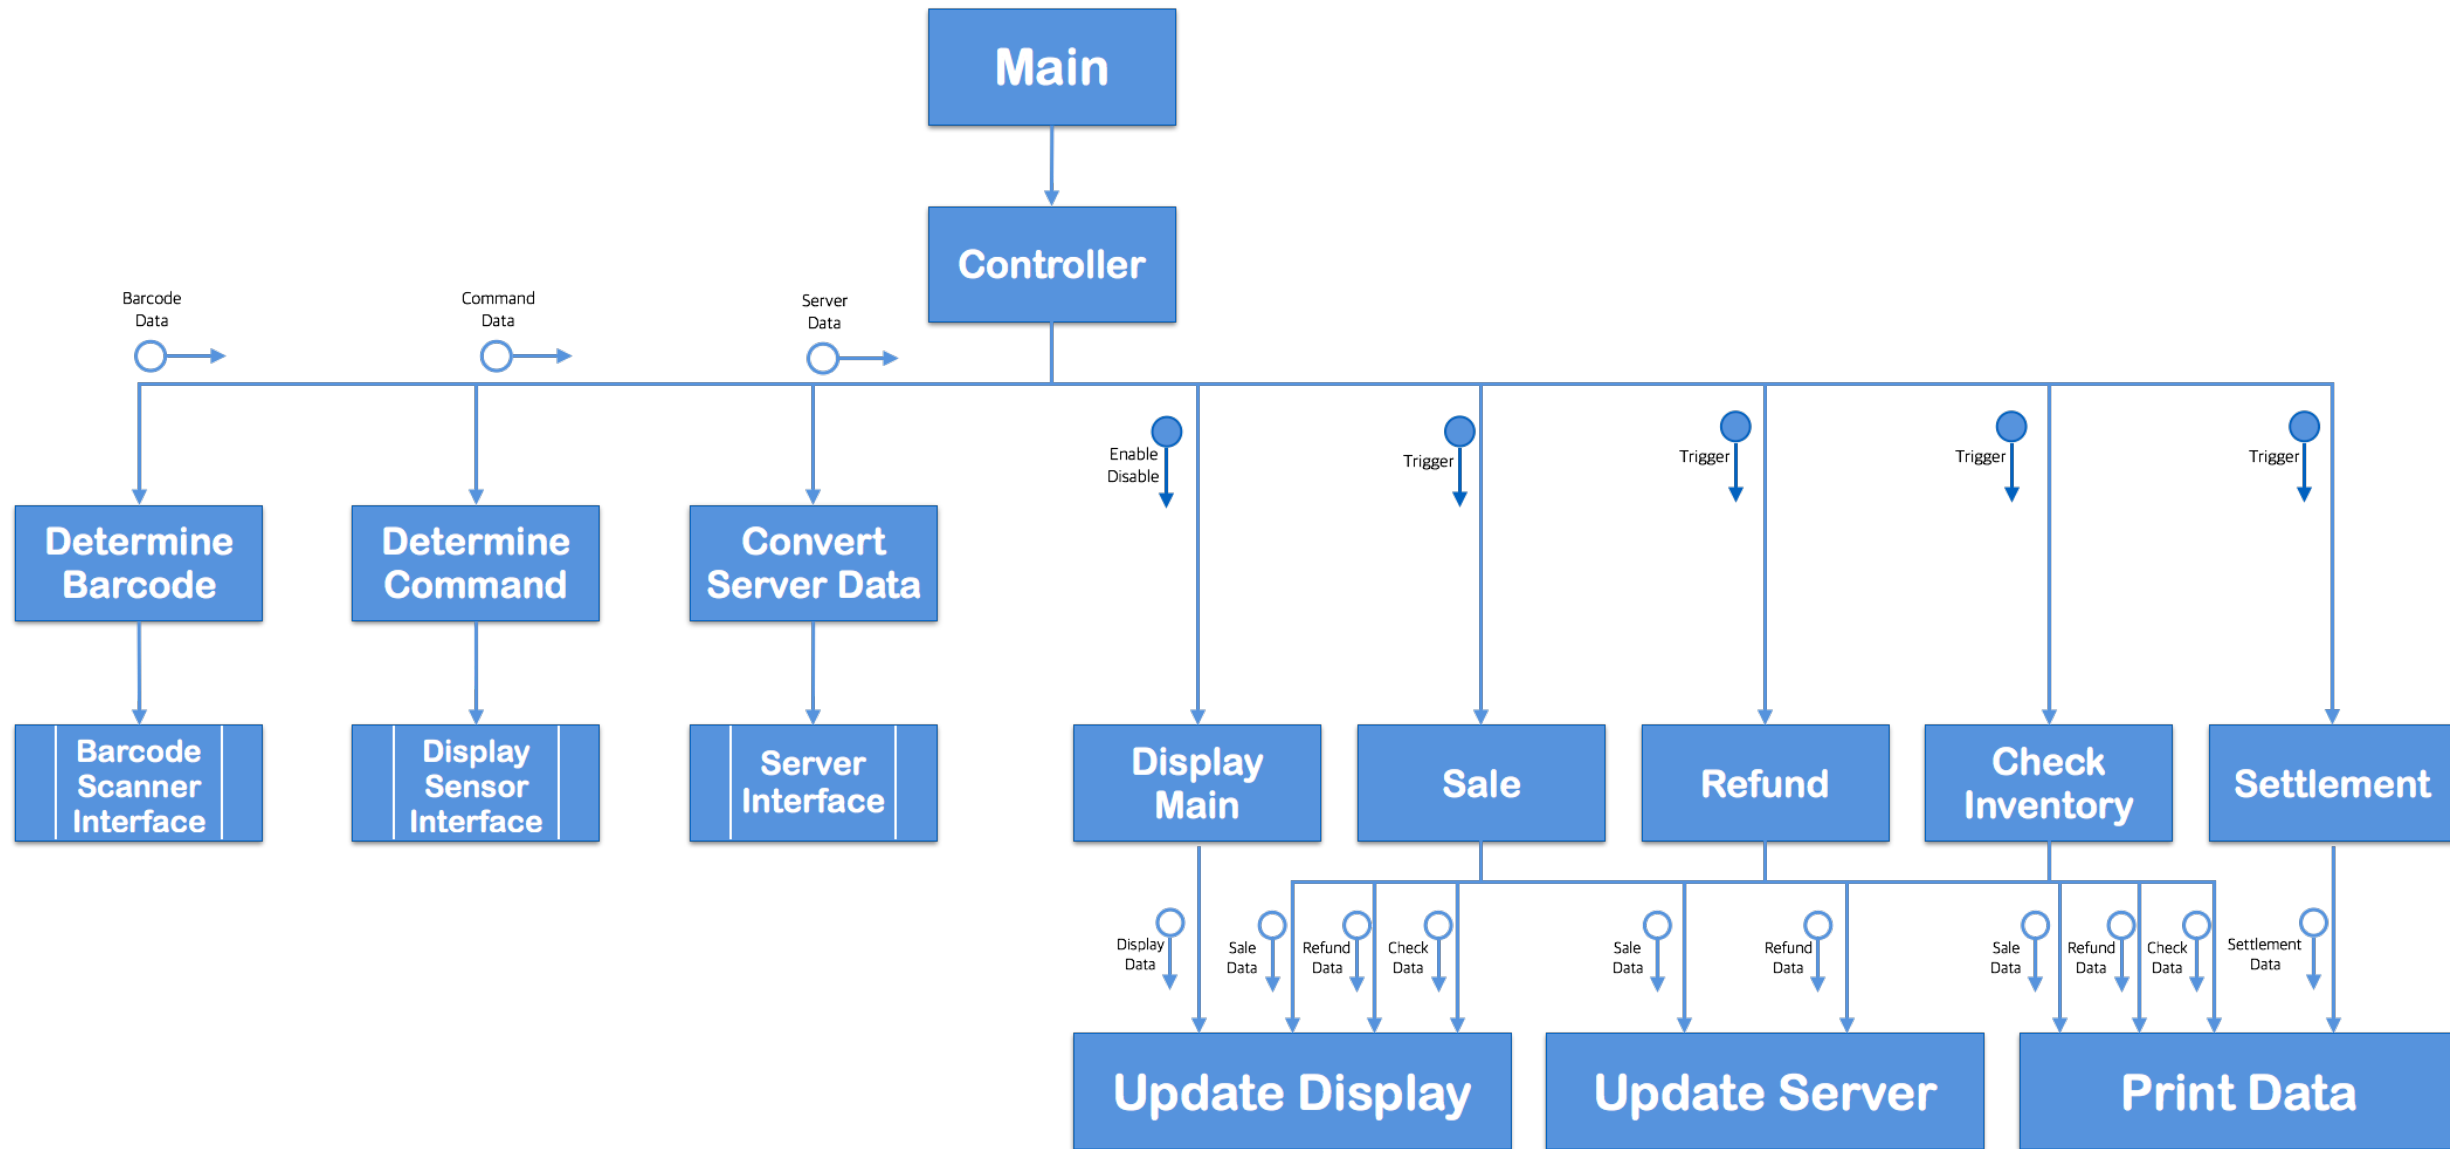 Main
Controller
Barcode
Data
Command
Data
Server
Data
Enable
Disable
Trigger
Trigger
Trigger
Trigger
Determine
Barcode
Determine
Command
Convert
Server Data
Barcode
Scanner
Interface
Display
Sensor
Interface
Server
Interface
Display
Main
Sale
Refund
Check
Inventory
Settlement
Display
Data
Sale
Data
Refund
Data
Check
Data
Sale
Data
Refund
Data
Sale
Data
Refund
Data
Check
Data
Settlement
Data
Update Display
Update Server
Print Data